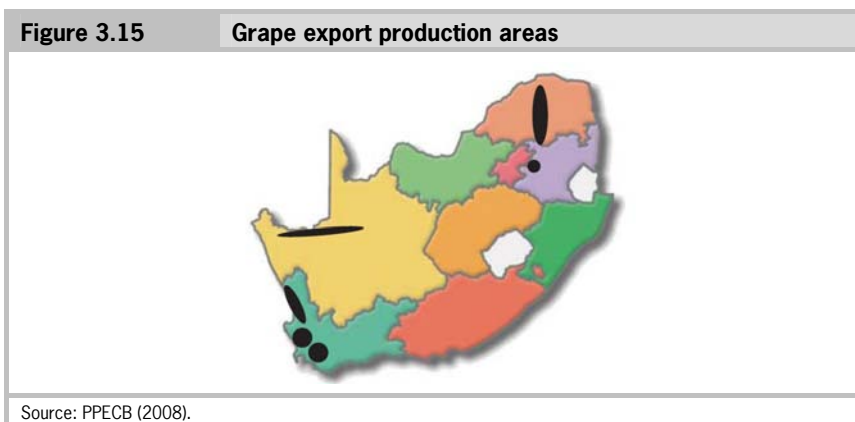 Figure 3.15 Grape export production areas
Source: PPECB (2008).